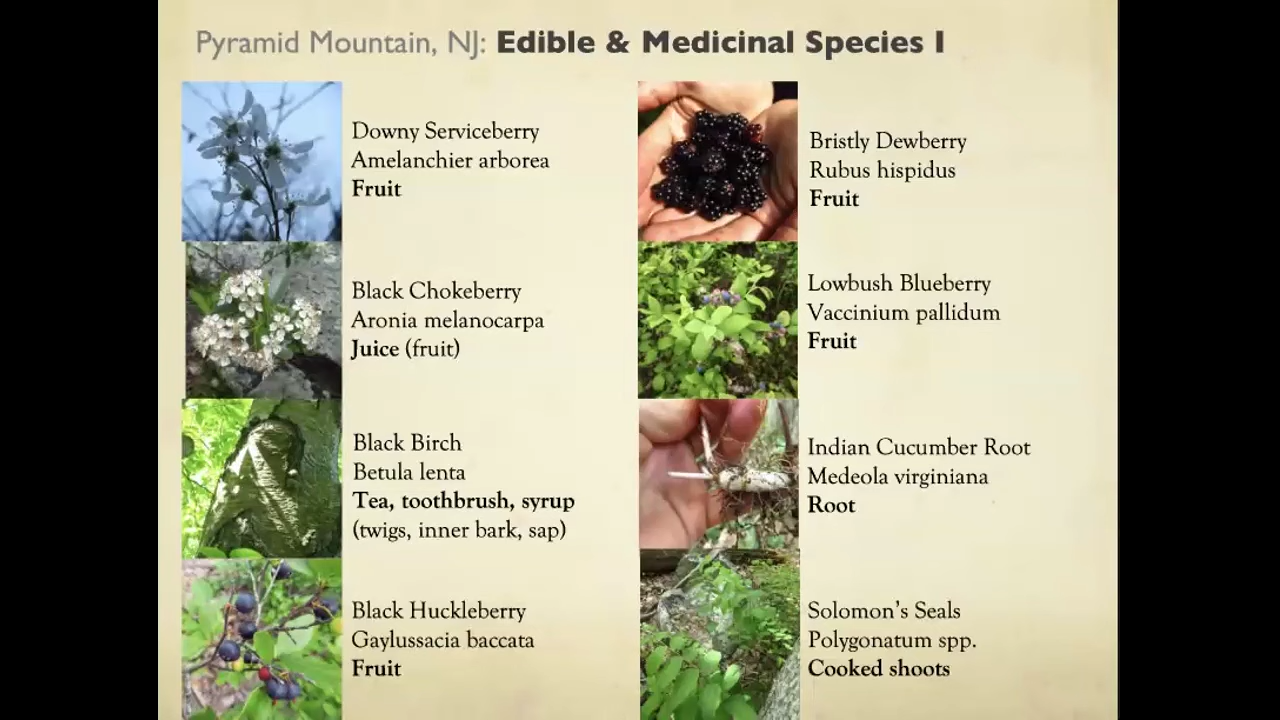 Pyramid Mountain, NJ: Edible & Medicinal Species I
Downy Serviceberry
Amelanchier arborea
Fruit
Black Chokeberry
Aronia melanocarpa
Juice (fruit)
Black Birch
Betula lenta
Tea, toothbrush, syrup
(twigs, inner bark, sap)
Black Huckleberry
Gaylussacia baccata
Fruit
Bristly Dewberry
Rubus hispidus
Fruit
Lowbush Blueberry
Vaccinium pallidum
Fruit
Indian Cucumber Root
Medeola virginiana
Root
Solomon's Seals
Polygonatum spp.
Cooked shoots